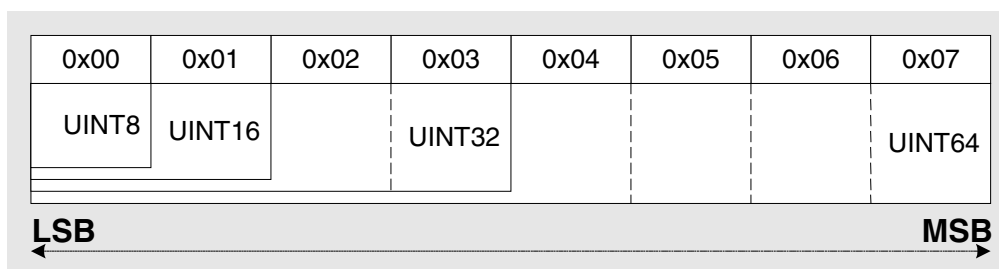 0x00 0x01 0x02 0x03 0x04 0x05 0x06 0x07
UINT8 UINT16 UINT32 UINT64
LSB MSB